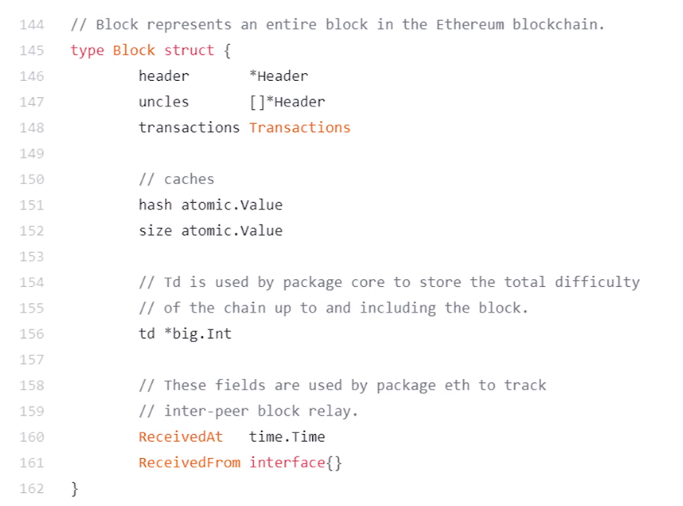 144 // Block represents an entire block in the Ethereum blockchain.
145 type Block struct {
146 header *Header
147 uncles []*Header
148 transactions Transactions
149
150 // caches
151 hash atomic.Value
152 size atomic.Value
153
154 // Td is used by package core to store the total difficulty
155 // of the chain up to and including the block.
156 td *big.Int
157
158 // These fields are used by package eth to track
159 // inter-peer block relay.
160 ReceivedAt time.Time
161 ReceivedFrom interface{}
162 }